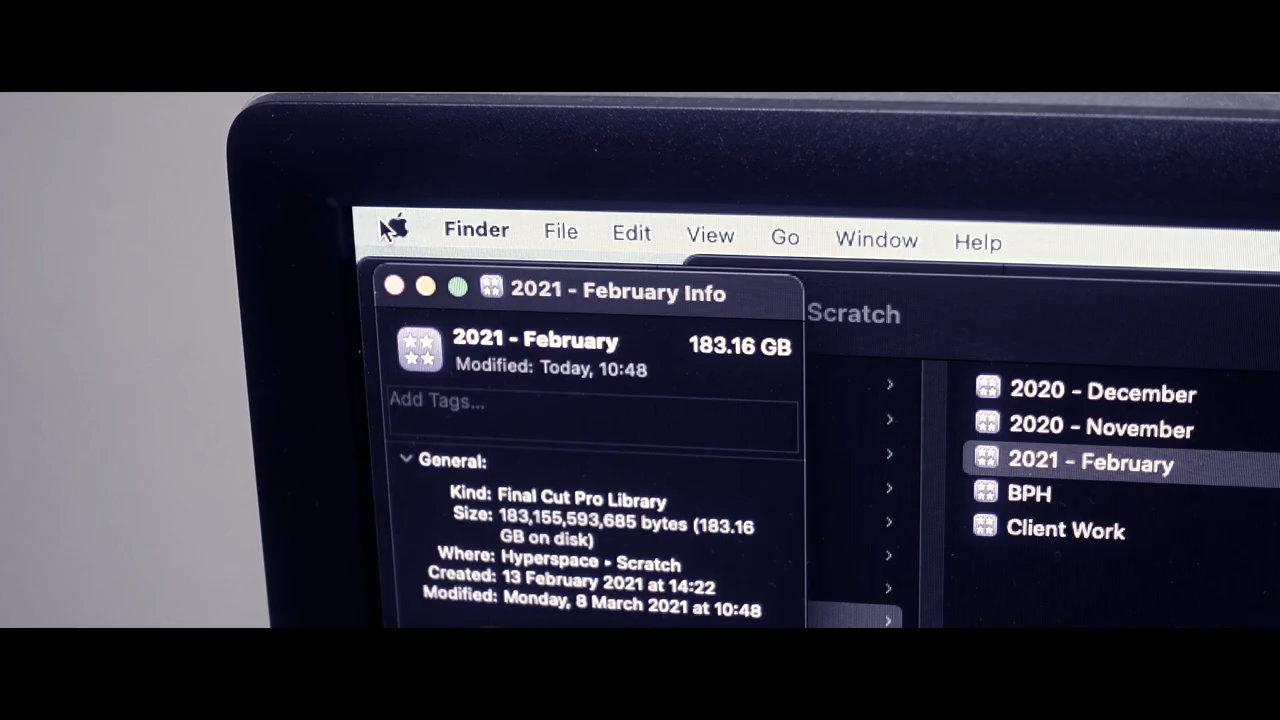 Finder File Edit View Go Window Help
2021 - February Info
2021 - February 183.16 GB
Modified: Today, 10:48
Add Tags...
General:
Kind: Final Cut Pro Library
Size: 183,155,593,685 bytes (183.16
GB on disk)
Where: Hyperspace • Scratch
Created: 13 February 2021 at 14:22
Modified: Monday, 8 March 2021 at 10:48
Scratch
2020 - December
2020 - November
2021 - February
BPH
Client Work